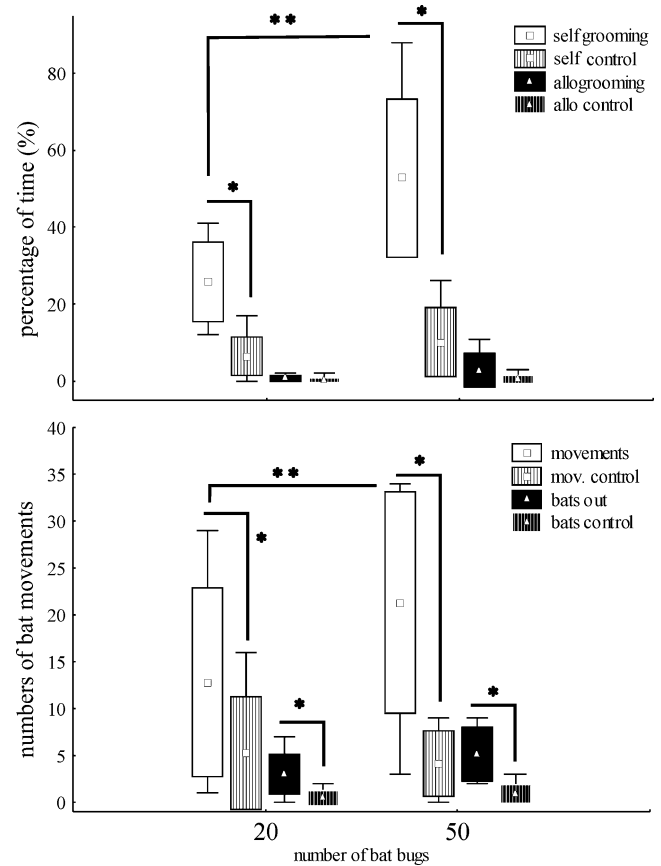 ** *
selfgrooming
self control
allogrooming
allo control
80
60
*
40
20
0
percentage of time (%)
40
movements
mov. control
bats out
bats control
35
** *
30
*
25
20
15
10
* *
5
0
numbers of bat movements
20 50
number of bat bugs